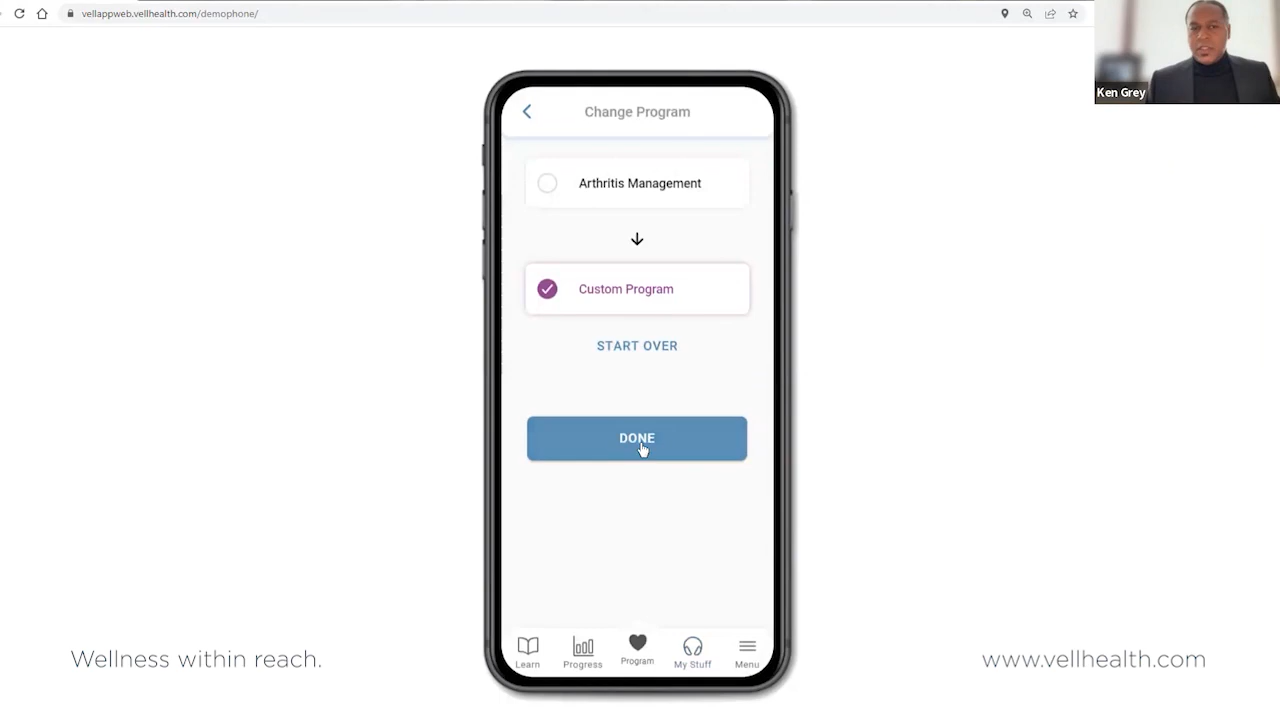 vellappweb.vellhealth.com/demophone/
Ken Grey
Change Program
Arthritis Management
Custom Program
START OVER
DONE
Learn
Progress
Program
My Stuff
Menu
Wellness within reach.
www.vellhealth.com